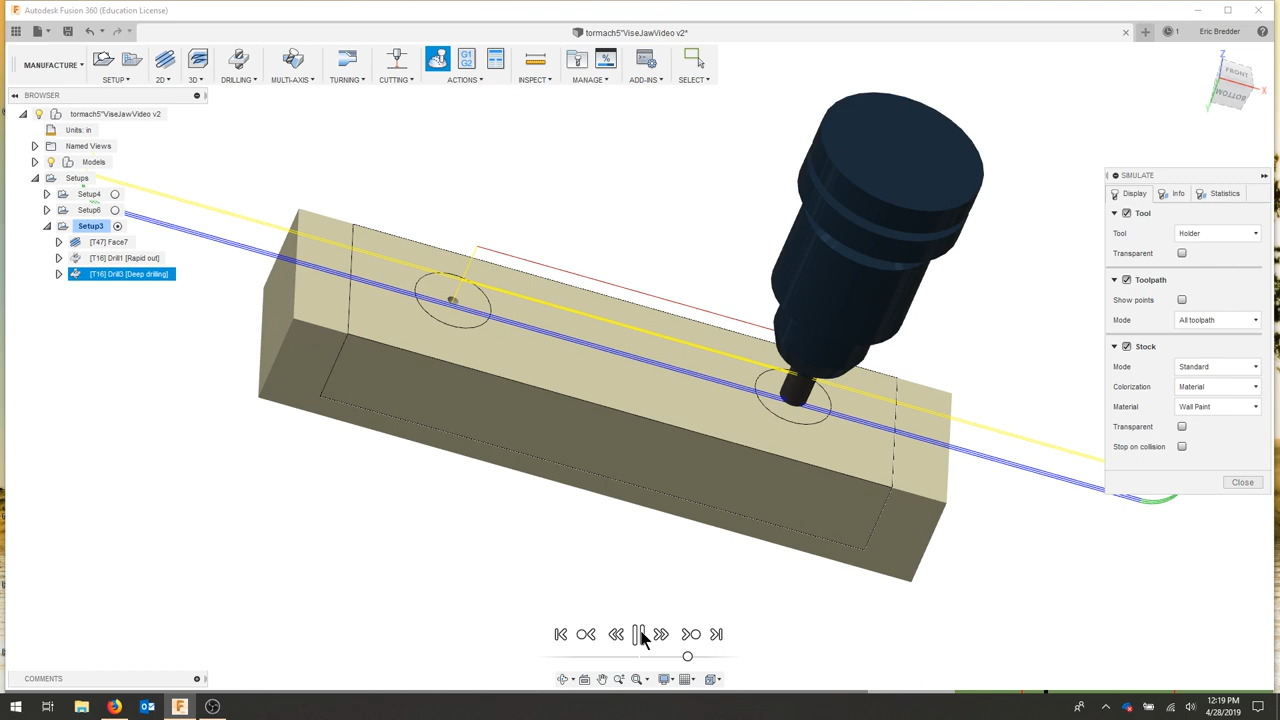 Autodesk Fusion 360 (Education License)
tormach5"ViseJawVideo v2*
1
Eric Bredder
MANUFACTURE
SETUP
2D
3D
DRILLING
MULTI-AXIS
TURNING
CUTTING
G1
G2
ACTIONS
INSPECT
MANAGE
ADD-INS
SELECT
BROWSER
tormach5"ViseJawVideo v2
Units: in
Named Views
Models
Setups
Setup4
Setup6
Setup3
[T47] Face7
[T16] Drill1 [Rapid out]
[T16] Drill3 [Deep drilling]
Z
FRONT
BOTTOM
X
Y
SIMULATE
Display
Info
Statistics
Tool
Tool Holder
Transparent
Toolpath
Show points
Mode All toolpath
Stock
Mode Standard
Colorization Material
Material Wall Paint
Transparent
Stop on collision
Close
COMMENTS
12:19 PM
4/28/2019